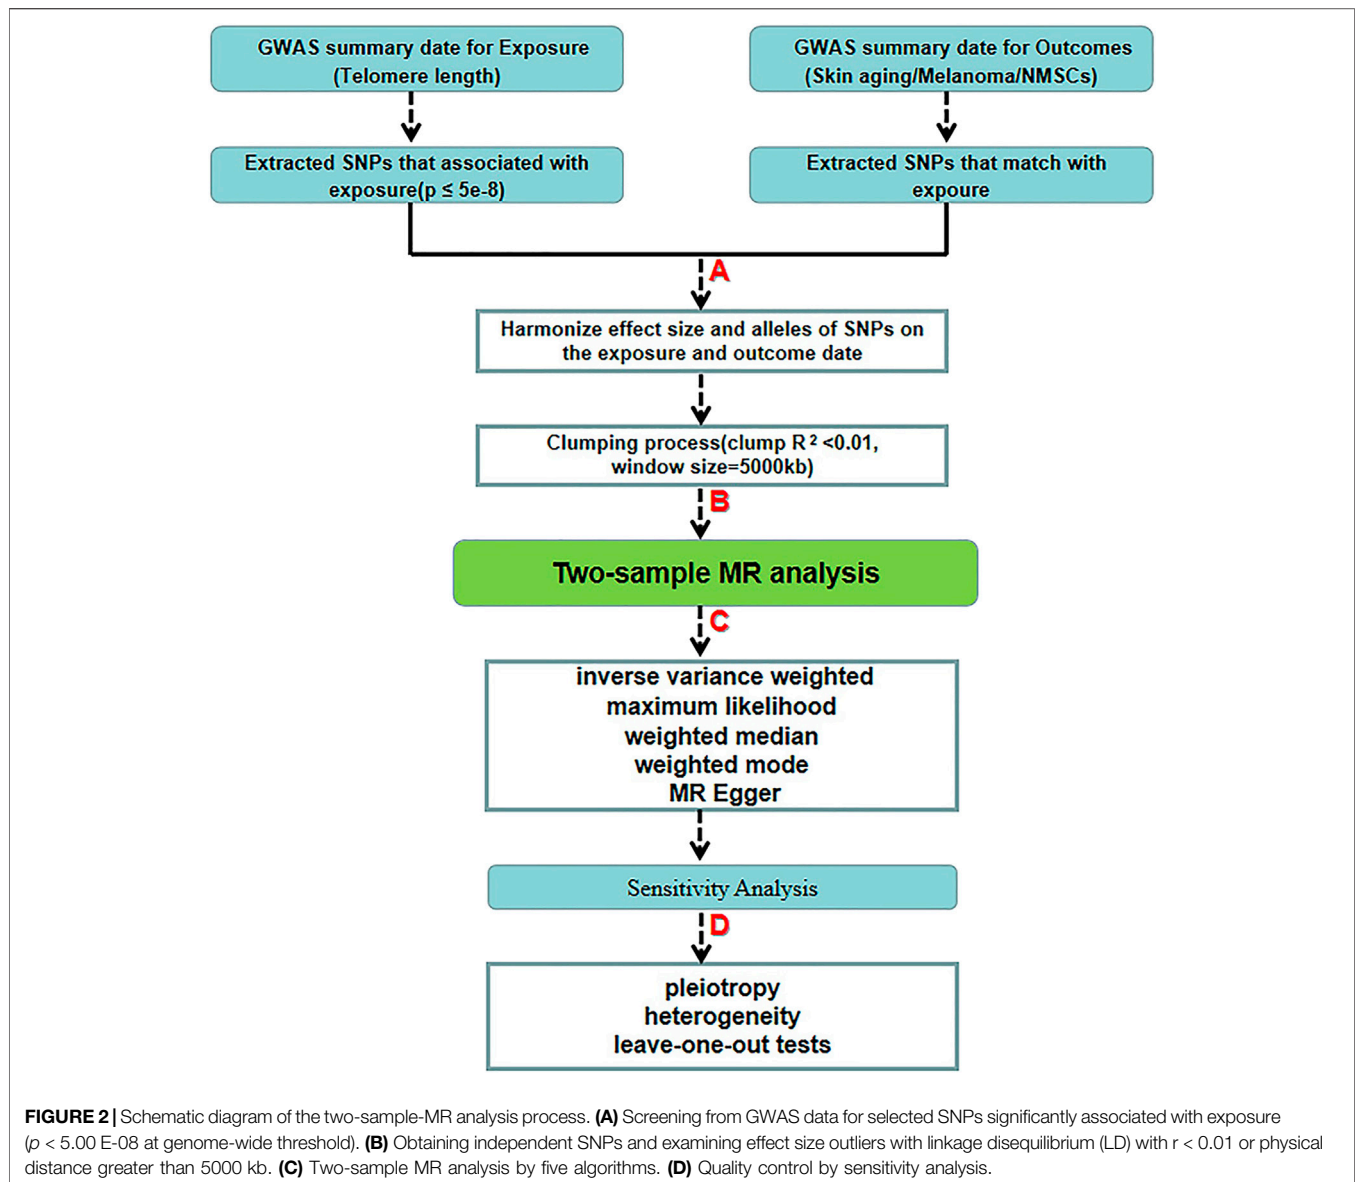 GWAS summary date for Exposure
(Telomere length)
GWAS summary date for Outcomes
(Skin aging/Melanoma/NMSCs)
Extracted SNPs that associated with
exposure(p ≤ 5e-8)
Extracted SNPs that match with
expoure
A
Harmonize effect size and alleles of SNPs on
the exposure and outcome date
Clumping process(clump R² <0.01,
window size=5000kb)
B
Two-sample MR analysis
C
inverse variance weighted
maximum likelihood
weighted median
weighted mode
MR Egger
Sensitivity Analysis
D
pleiotropy
heterogeneity
leave-one-out tests
FIGURE 2 | Schematic diagram of the two-sample-MR analysis process. (A) Screening from GWAS data for selected SNPs significantly associated with exposure
(p < 5.00 E-08 at genome-wide threshold). (B) Obtaining independent SNPs and examining effect size outliers with linkage disequilibrium (LD) with r < 0.01 or physical
distance greater than 5000 kb. (C) Two-sample MR analysis by five algorithms. (D) Quality control by sensitivity analysis.